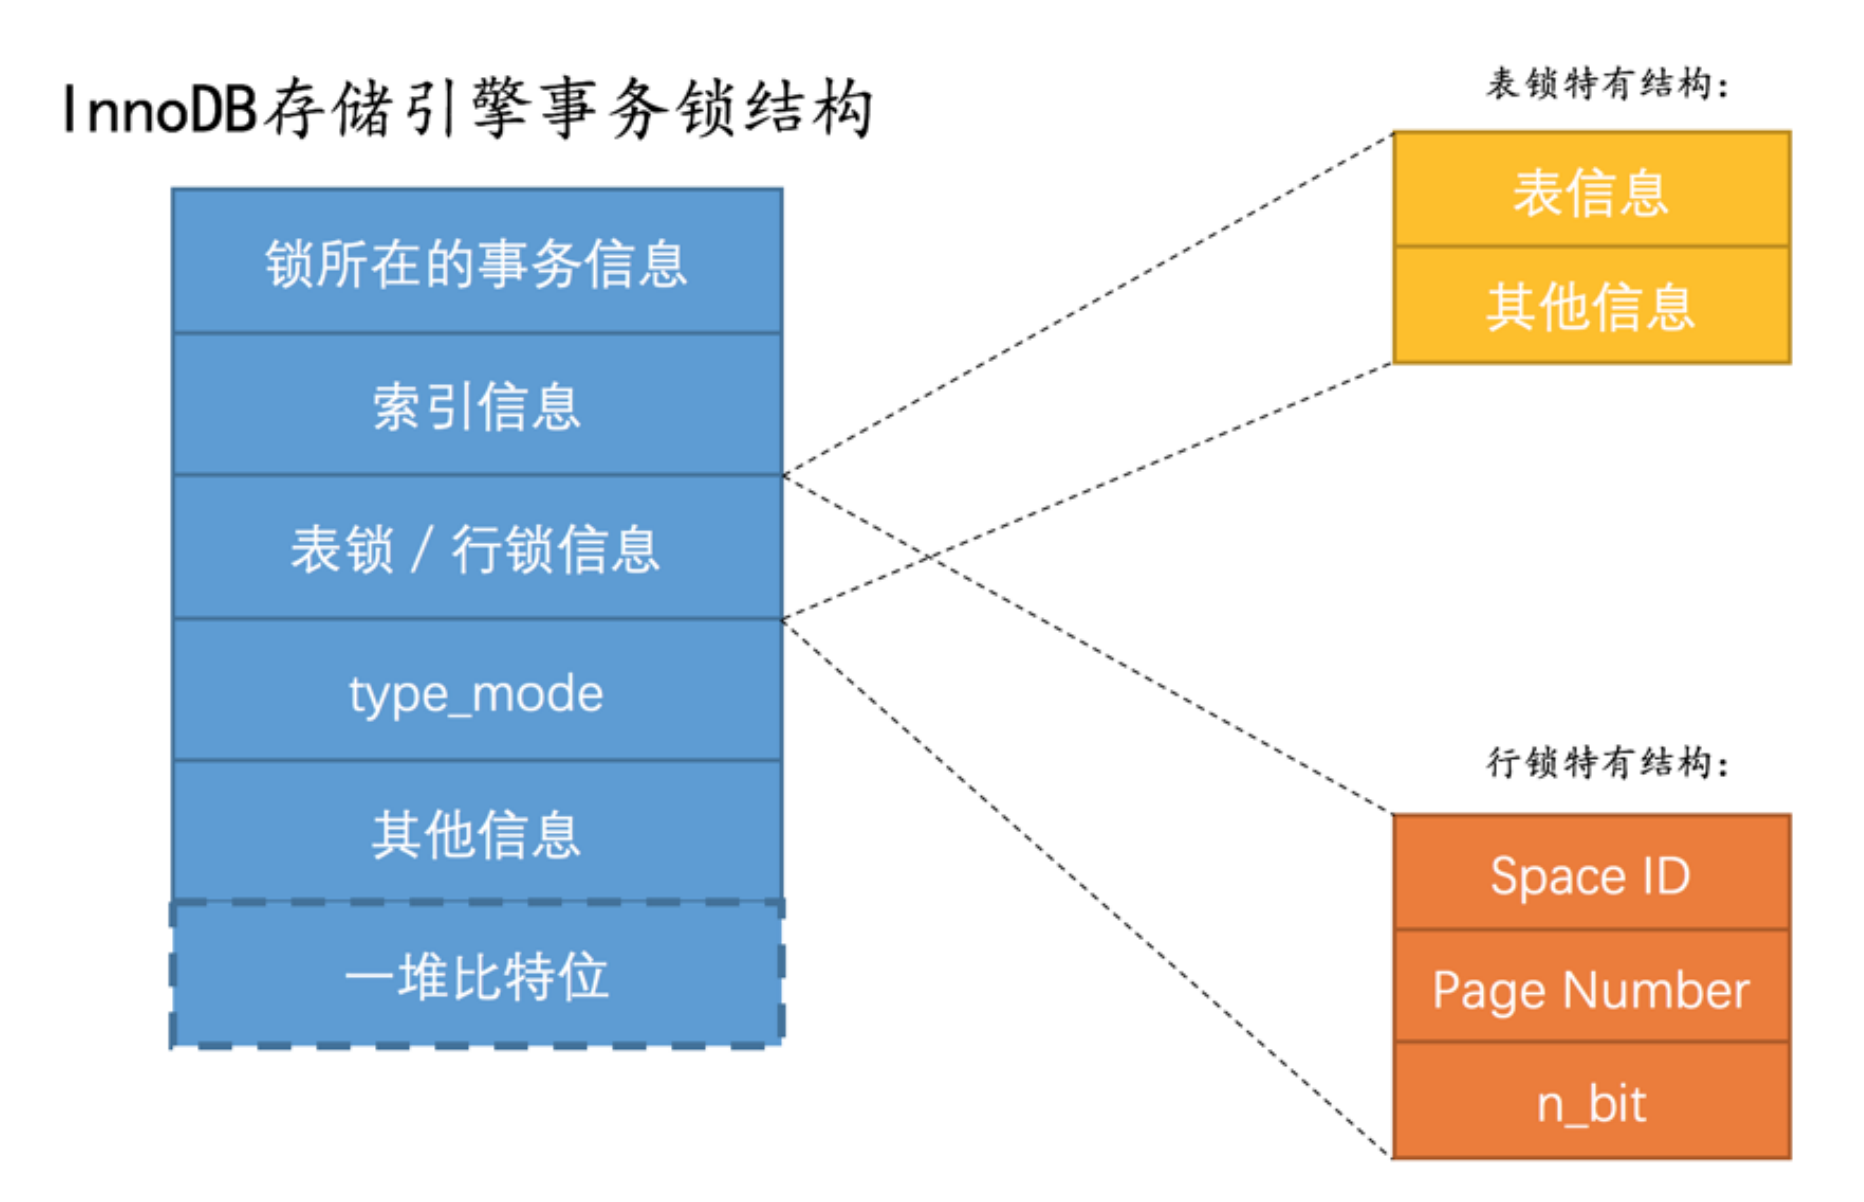 InnoDB存储引擎事务锁结构
锁所在的事务信息
索引信息
表锁 / 行锁信息
type_mode
其他信息
一堆比特位
表锁特有结构：
表信息
其他信息
行锁特有结构：
Space ID
Page Number
n_bit